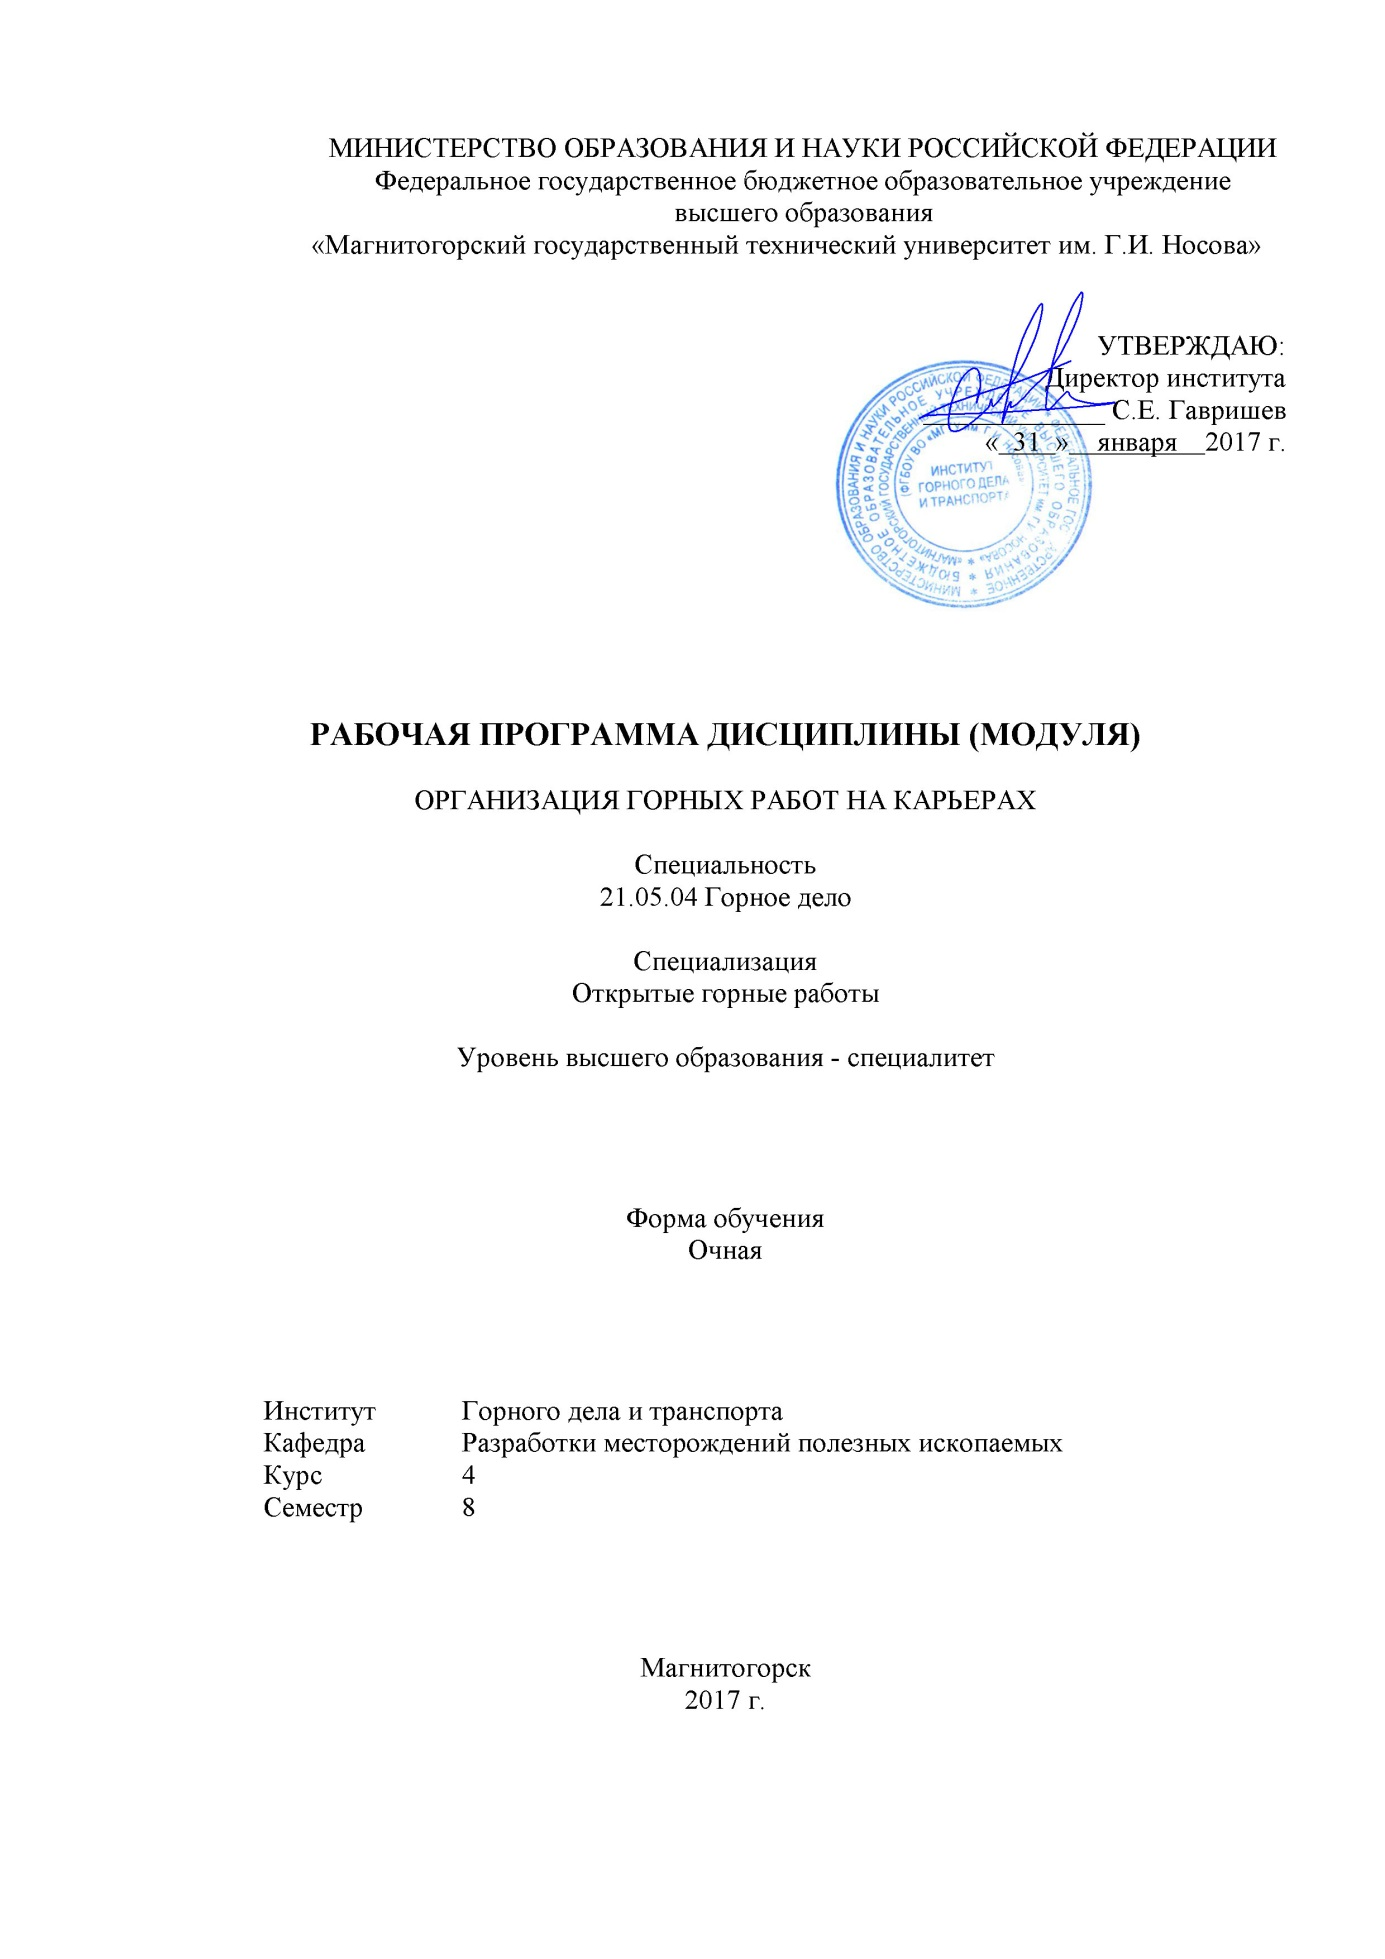 МИНИСТЕРСТВО ОБРАЗОВАНИЯ И НАУКИ РОССИЙСКОЙ ФЕДЕРАЦИИ
Федеральное государственное бюджетное образовательное учреждение
высшего образования
«Магнитогорский государственный технический университет им. Г.И. Носова»
УТВЕРЖДАЮ:
Директор института
С.Е. Гавришев
«_31_»__января__2017 г.
ИНСТИТУТ
ГОРНОГО ДЕЛА
И ТРАНСПОРТА
РАБОЧАЯ ПРОГРАММА ДИСЦИПЛИНЫ (МОДУЛЯ)
ОРГАНИЗАЦИЯ ГОРНЫХ РАБОТ НА КАРЬЕРАХ
Специальность
21.05.04 Горное дело
Специализация
Открытые горные работы
Уровень высшего образования - специалитет
Форма обучения
Очная
Институт Горного дела и транспорта
Кафедра Разработки месторождений полезных ископаемых
Курс 4
Семестр 8
Магнитогорск
2017 г.